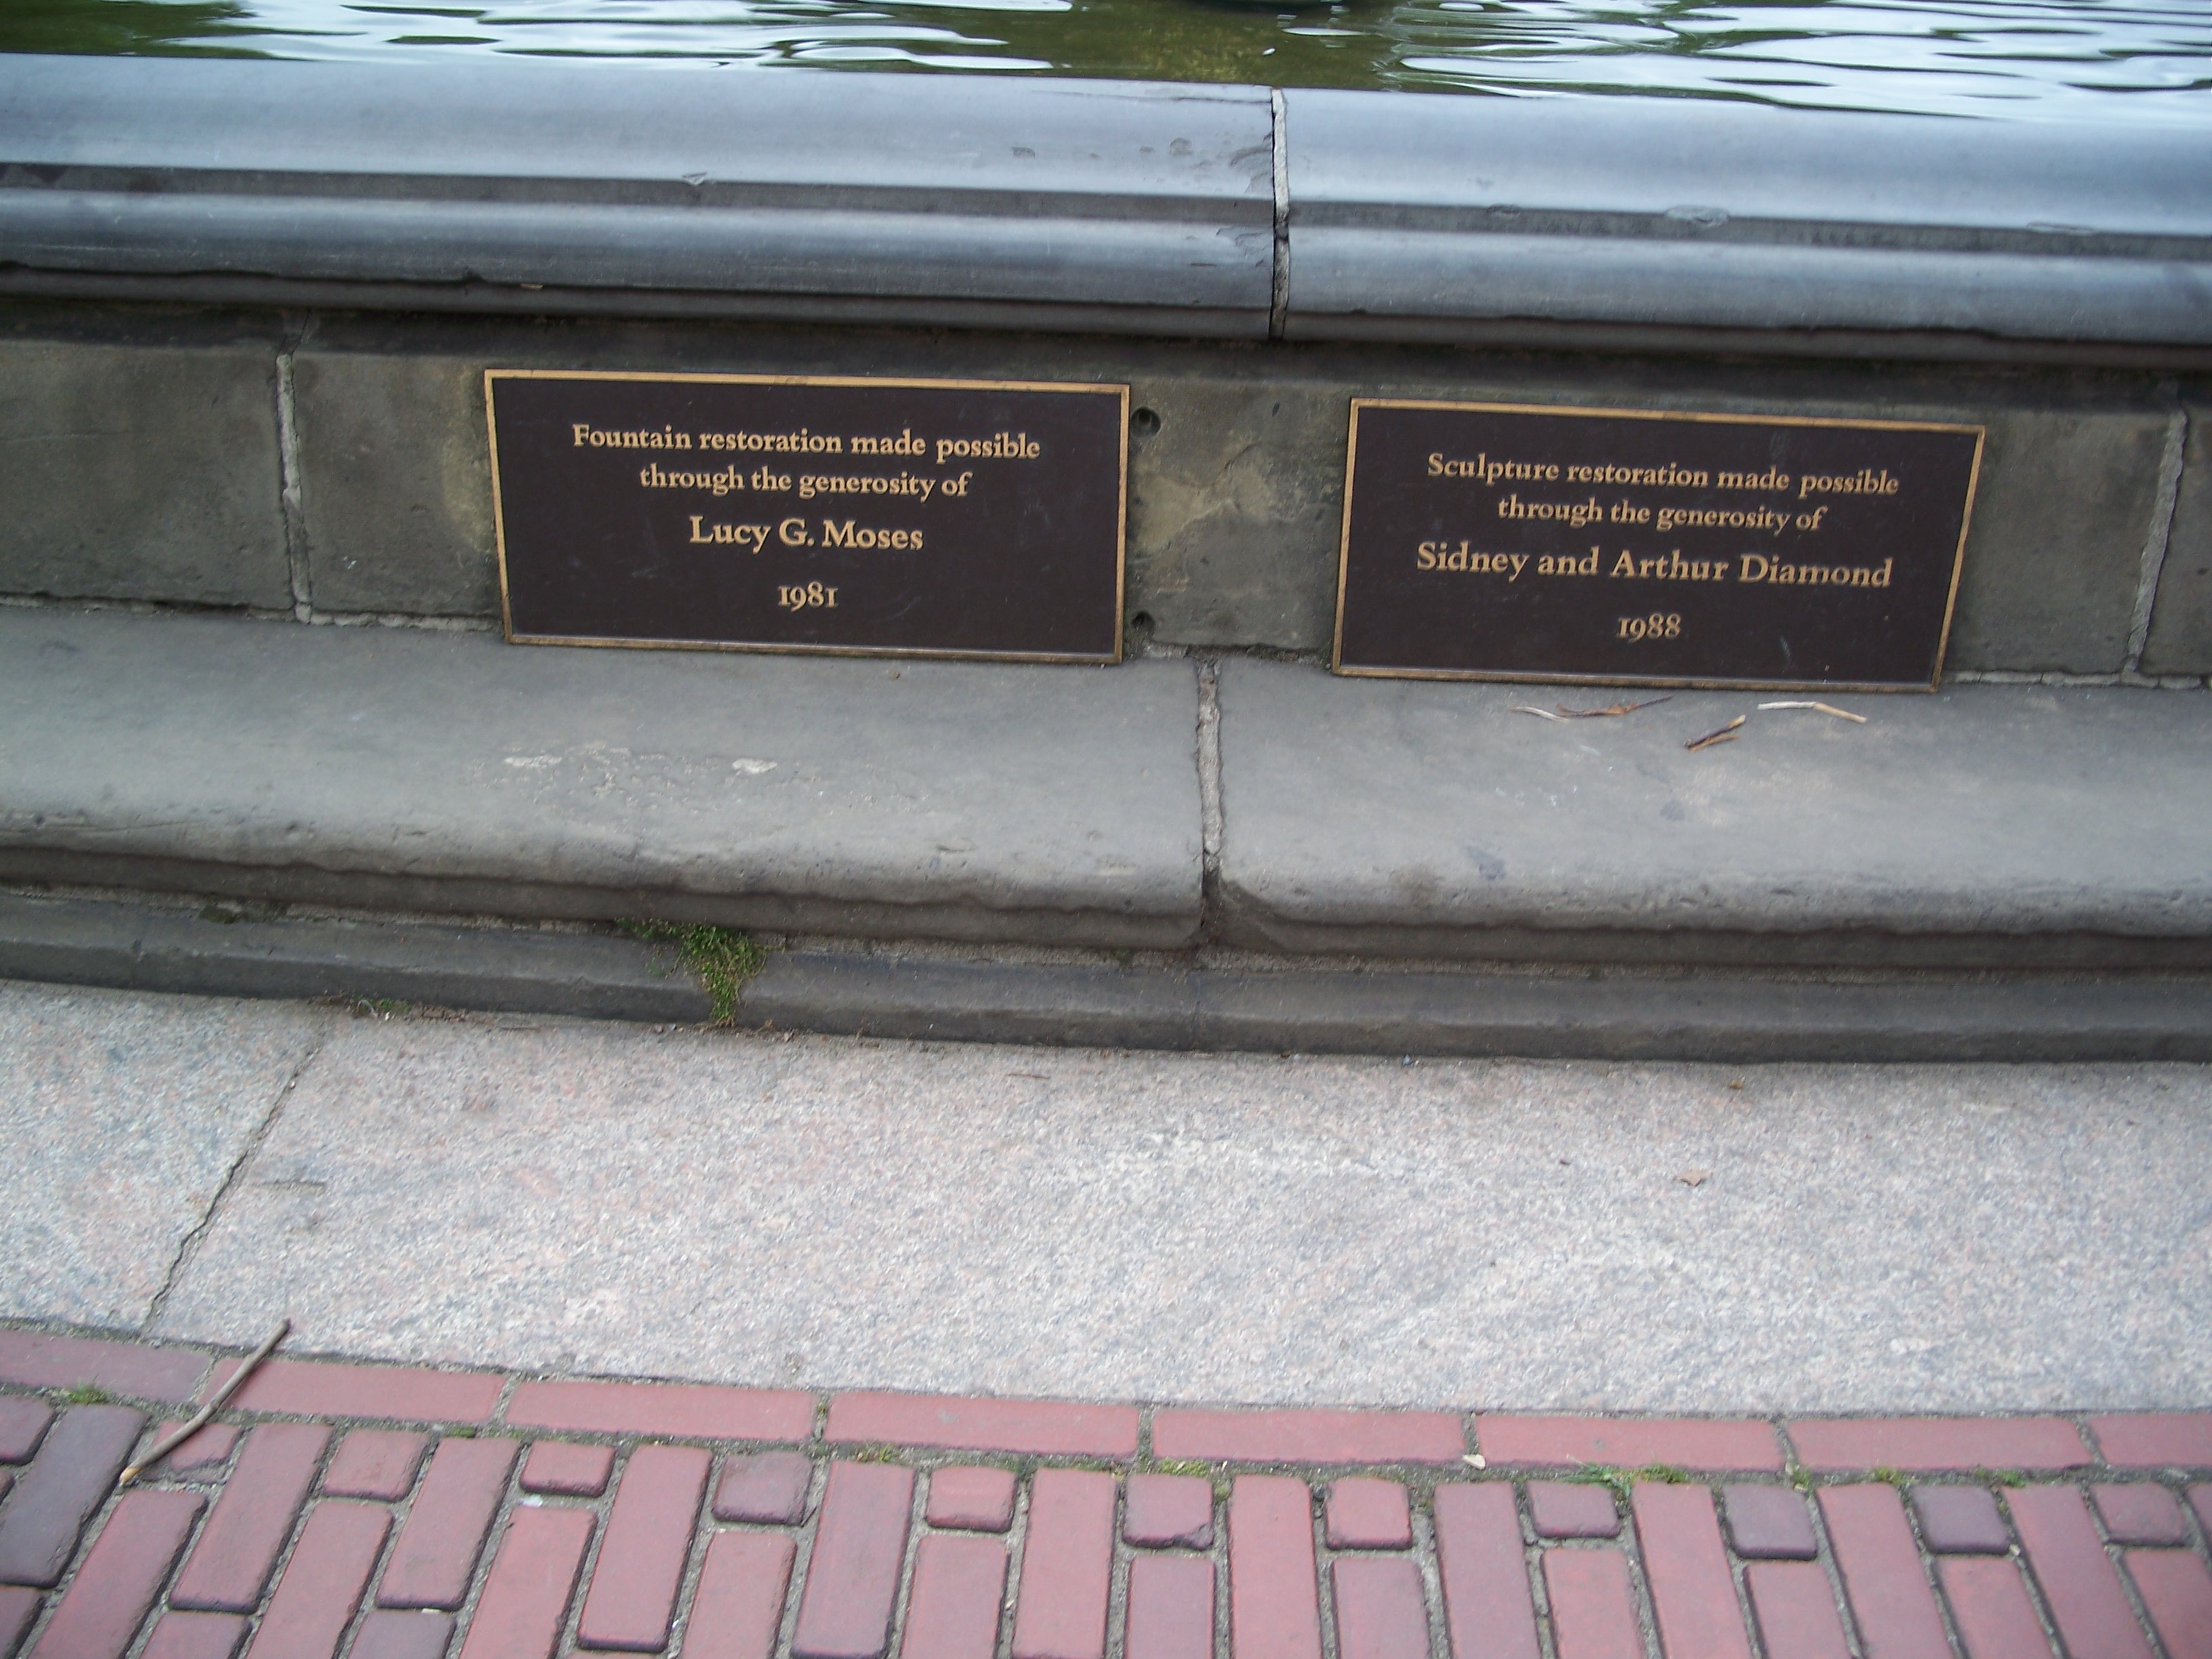 Fountain restoration made possible
through the generosity of
Lucy G. Moses
1981
Sculpture restoration made possible
through the generosity of
Sidney and Arthur Diamond
1988